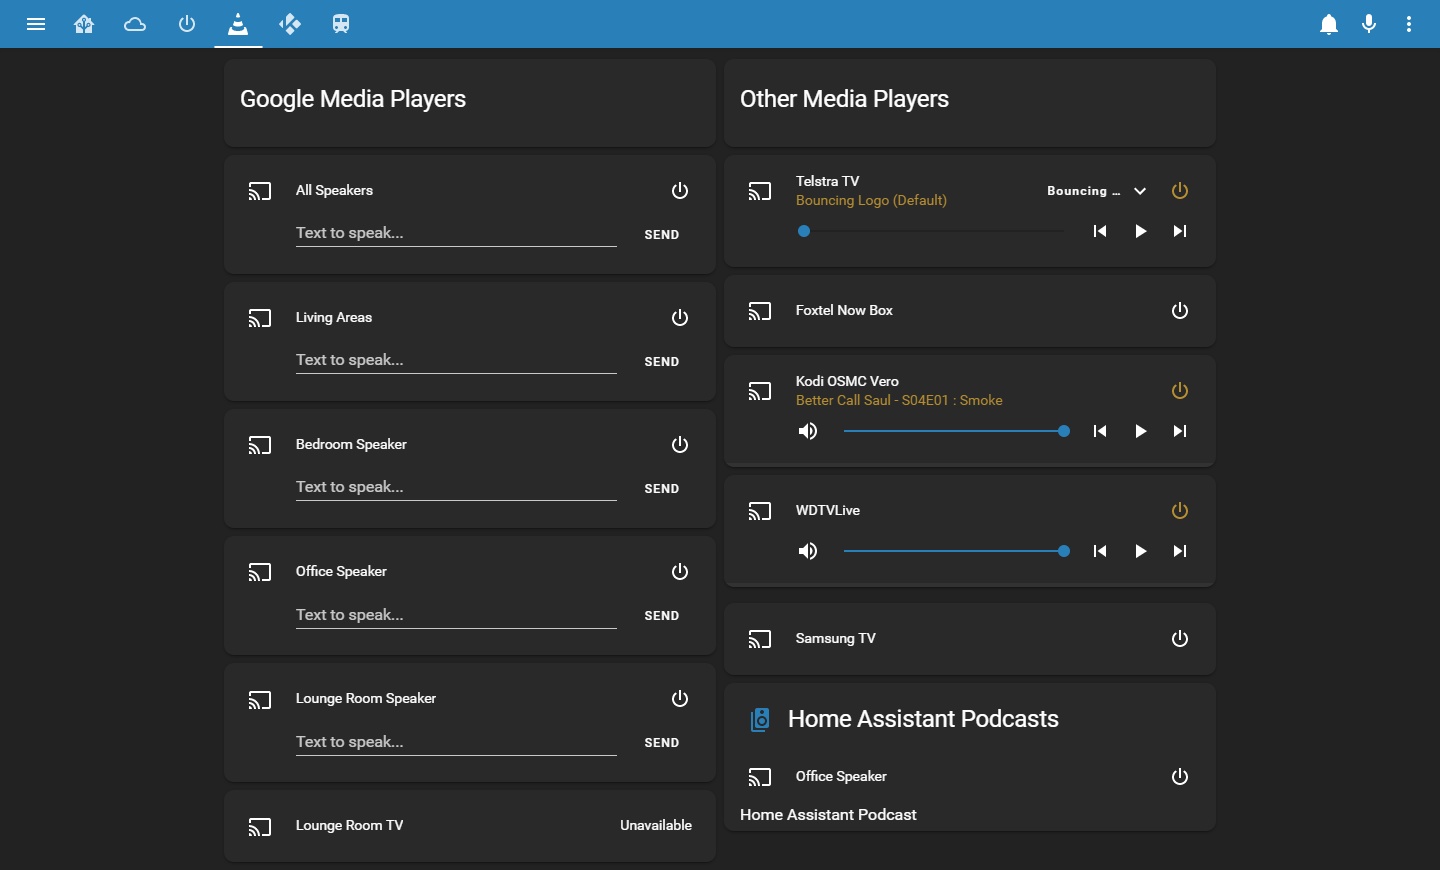 Google Media Players
All Speakers
Text to speak...
SEND
Living Areas
Text to speak...
SEND
Bedroom Speaker
Text to speak...
SEND
Office Speaker
Text to speak...
SEND
Lounge Room Speaker
Text to speak...
SEND
Lounge Room TV
Unavailable
Other Media Players
Telstra TV
Bouncing Logo (Default)
Bouncing ...
Foxtel Now Box
Kodi OSMC Vero
Better Call Saul - S04E01 : Smoke
WDTVLive
Samsung TV
Home Assistant Podcasts
Office Speaker
Home Assistant Podcast